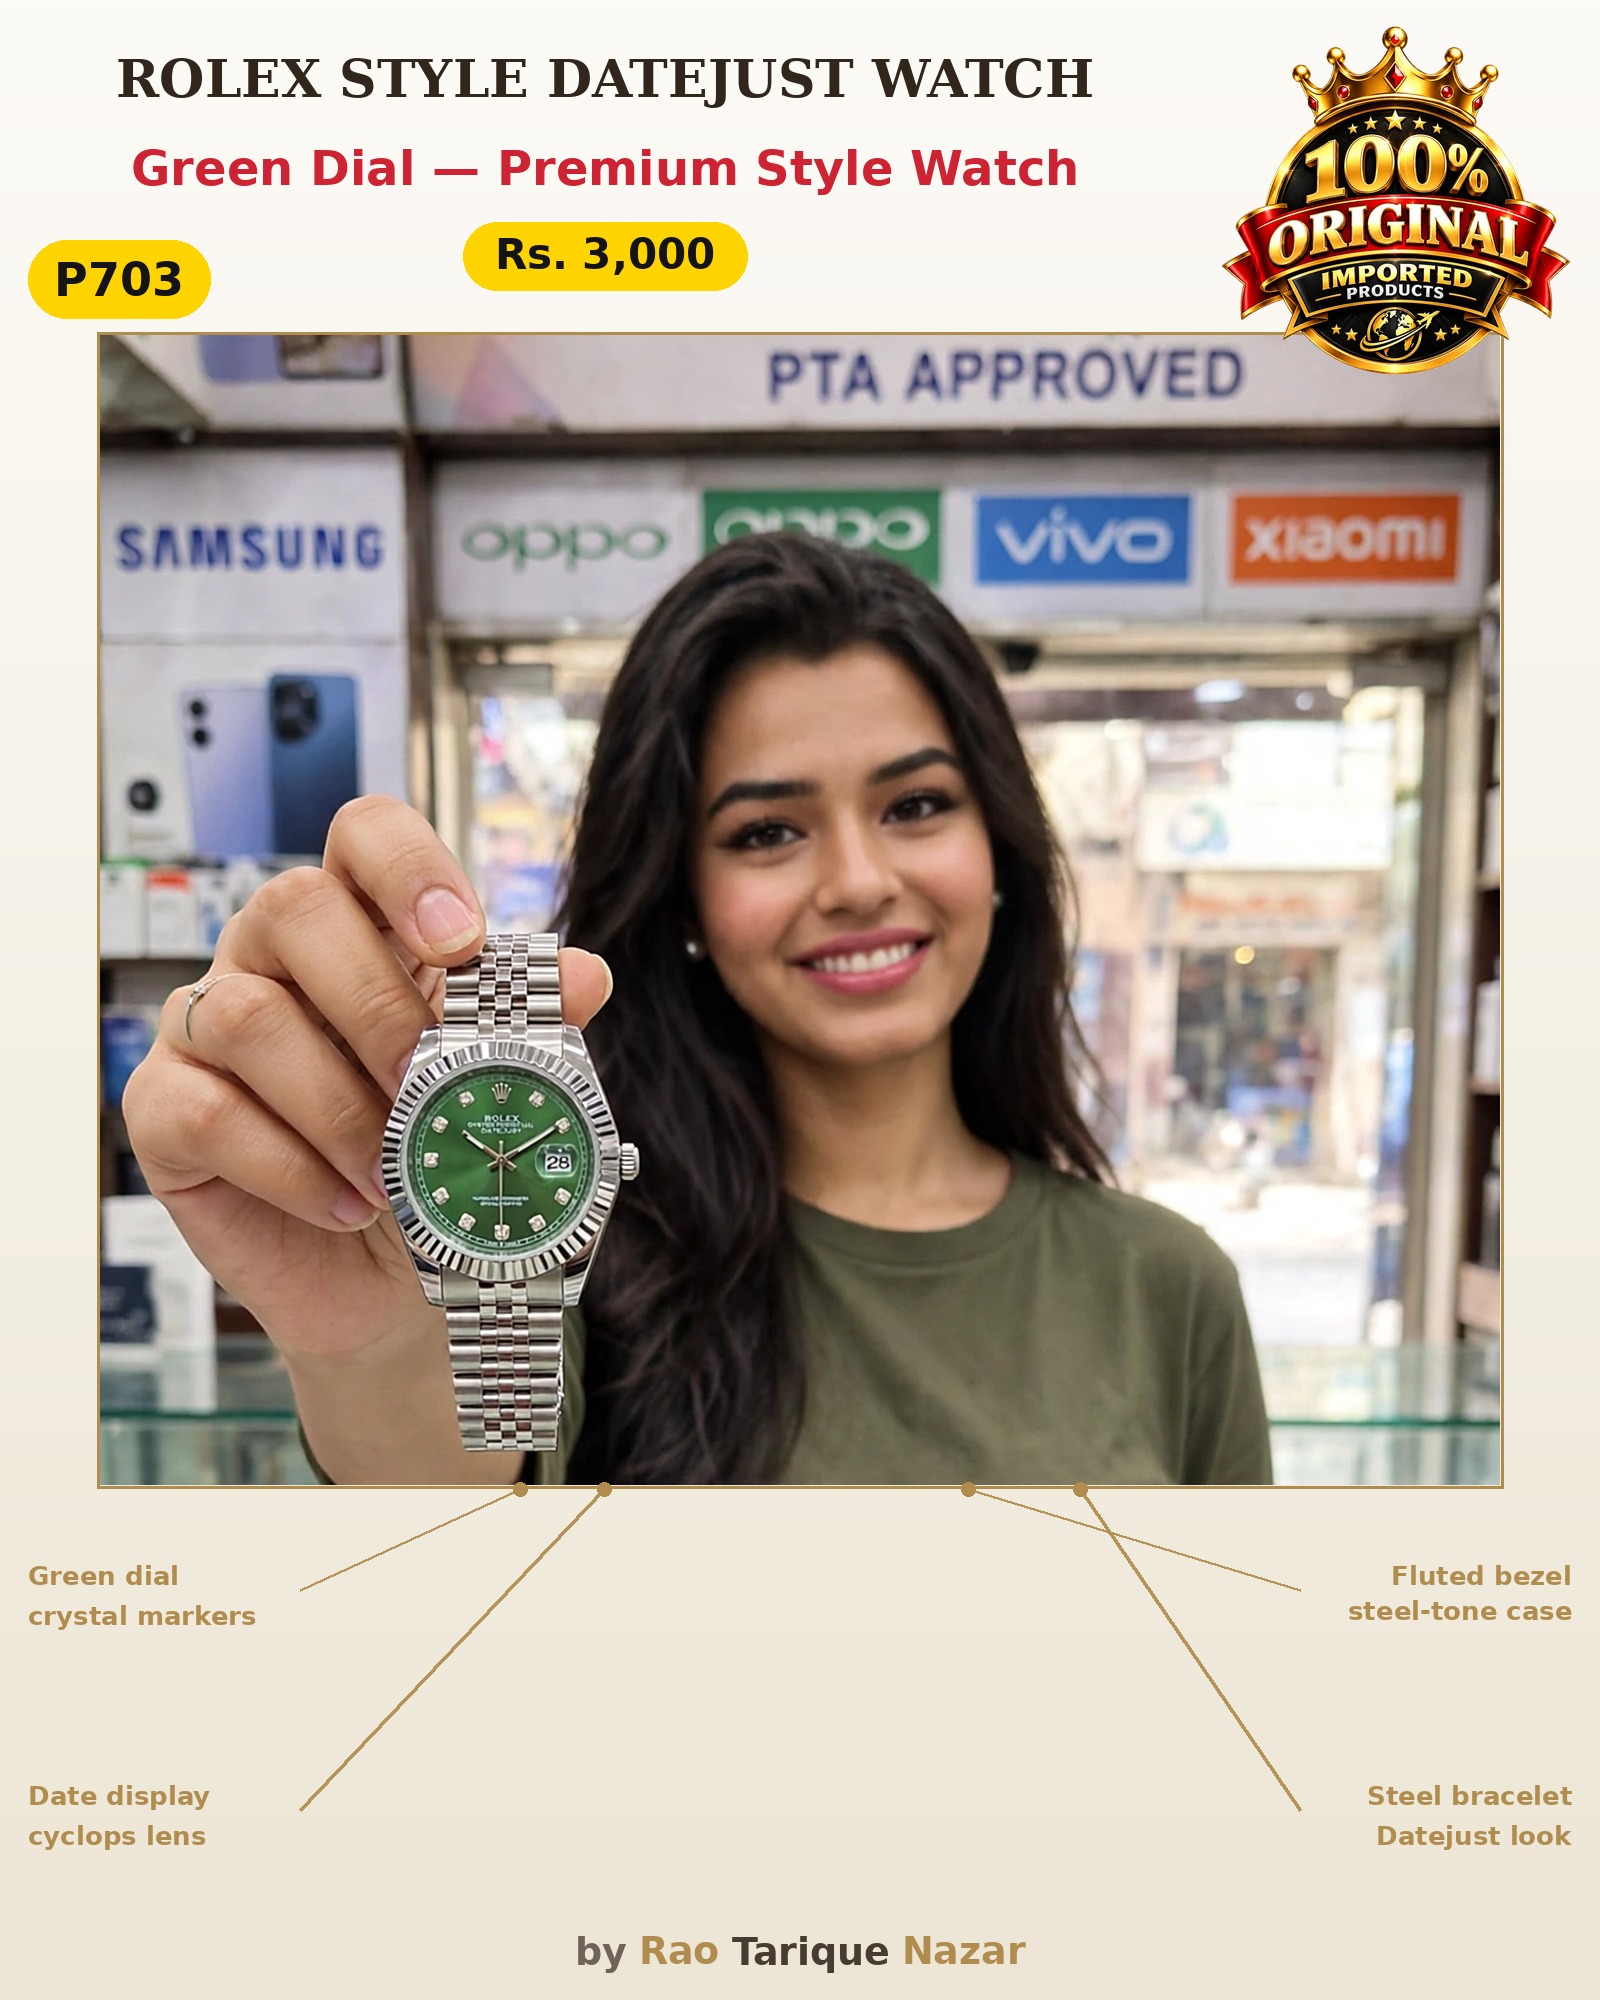 ROLEX STYLE DATEJUST WATCH
Green Dial — Premium Style Watch
Rs. 3,000
P703
100%
ORIGINAL
IMPORTED
PRODUCTS
PTA APPROVED
SAMSUNG
oppo
oppo
vivo
xiaomi
ROLEX
28
Green dial
crystal markers
Fluted bezel
steel-tone case
Date display
cyclops lens
Steel bracelet
Datejust look
by Rao Tarique Nazar